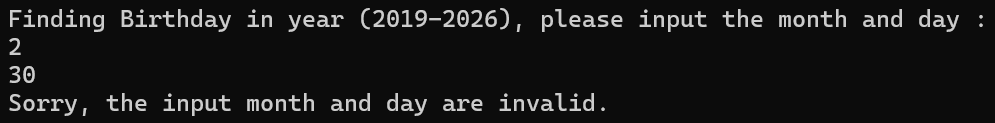 Finding Birthday in year (2019-2026), please input the month and day :
2
30
Sorry, the input month and day are invalid.